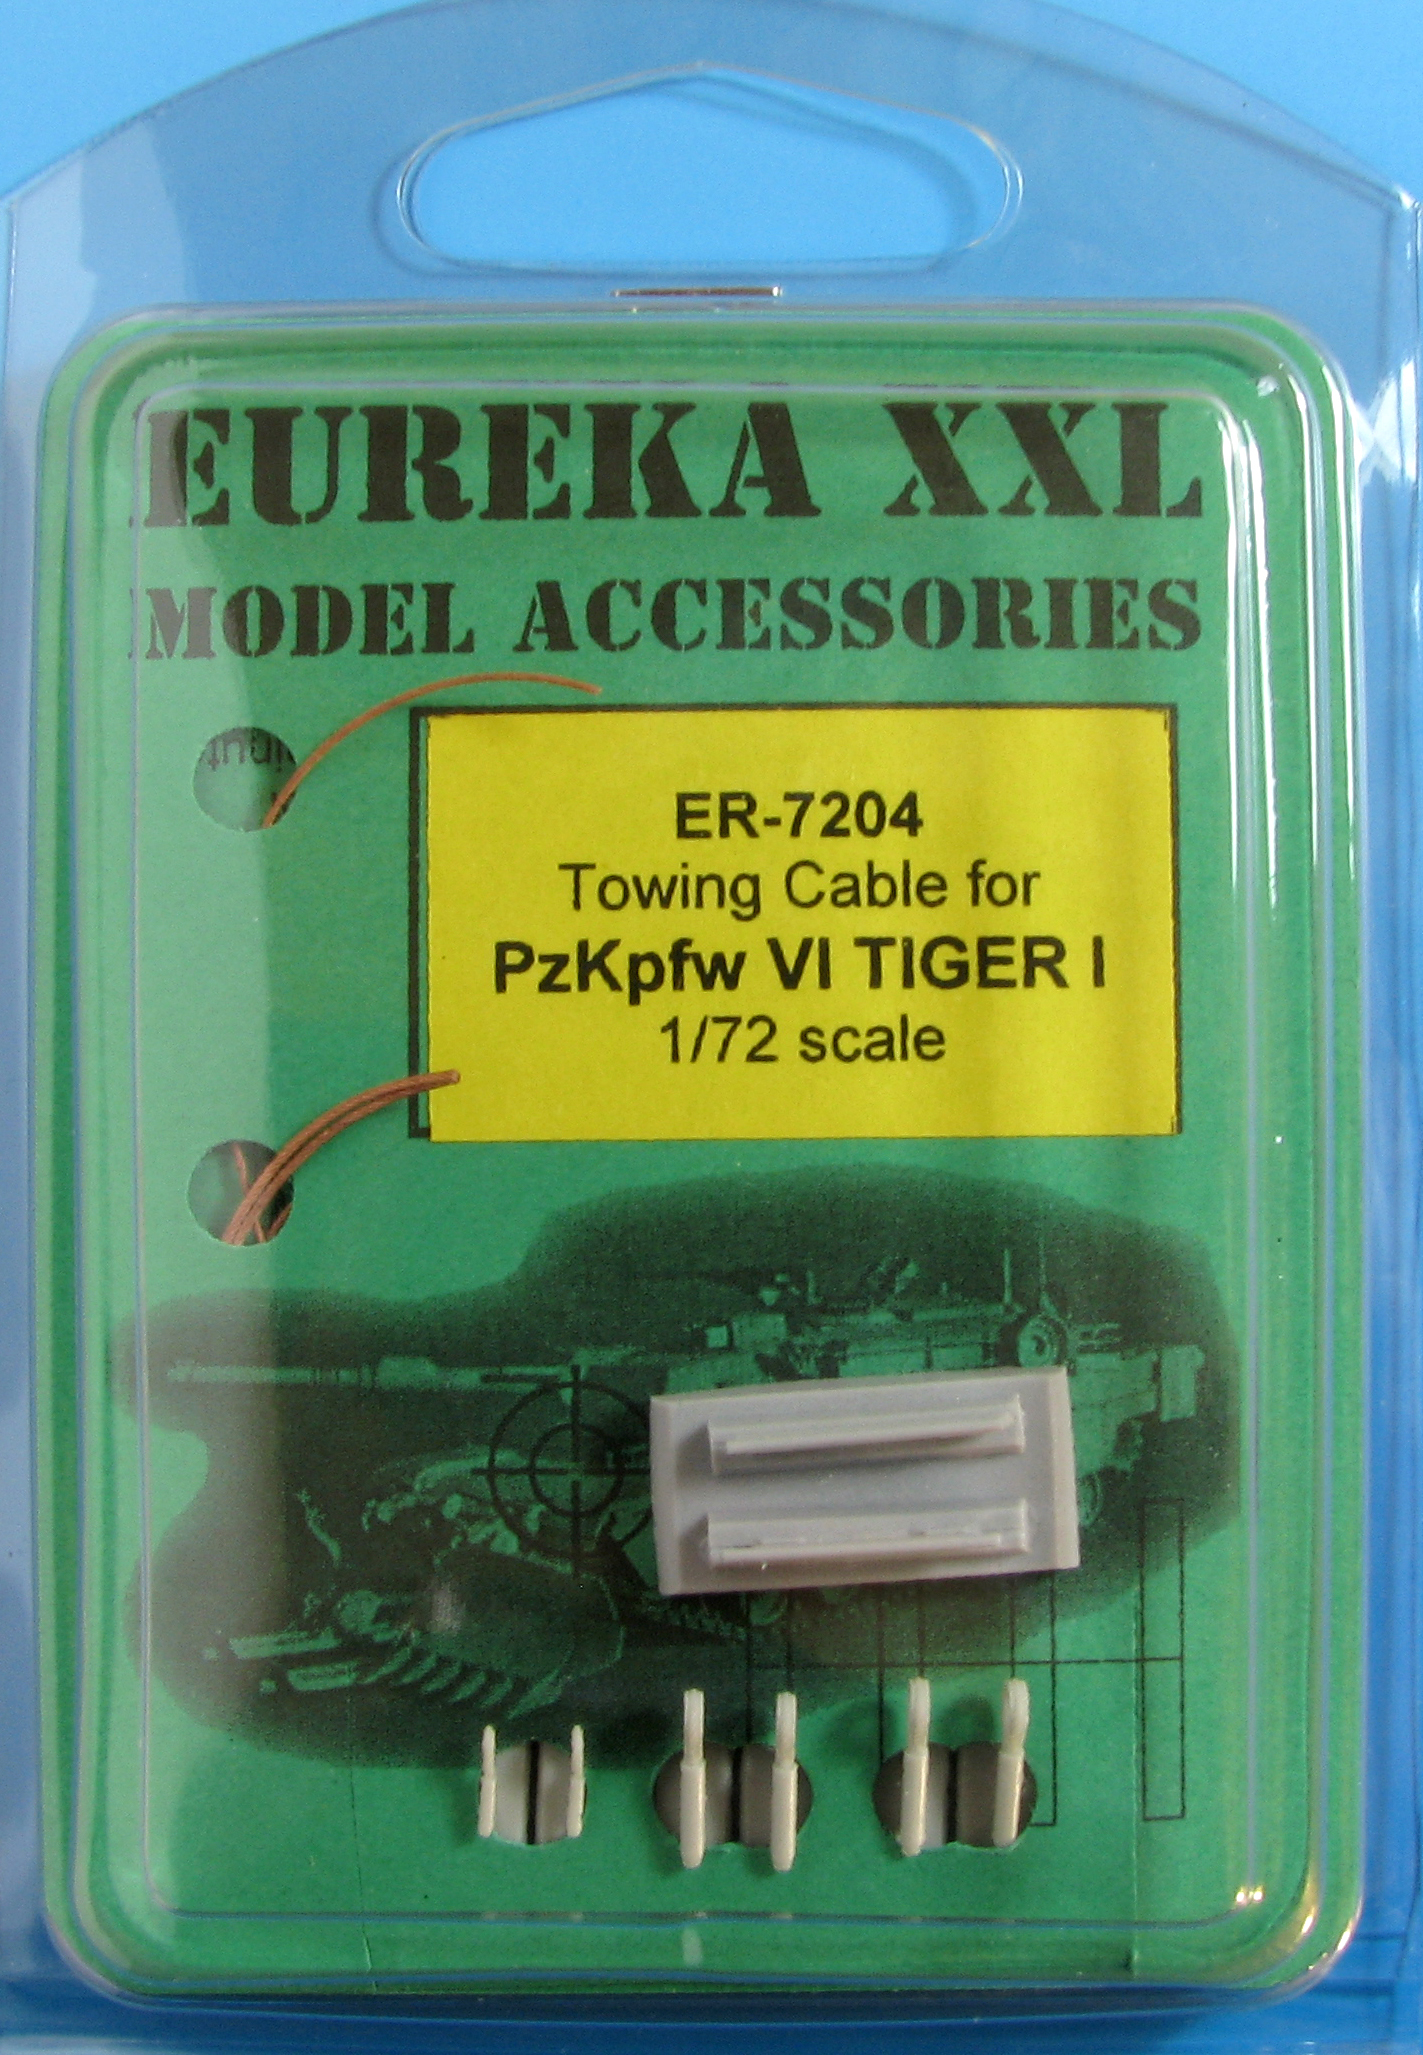 EUREKA XXL
MODEL ACCESSORIES
ER-7204
Towing Cable for
PzKpfw VI TIGER I
1/72 scale